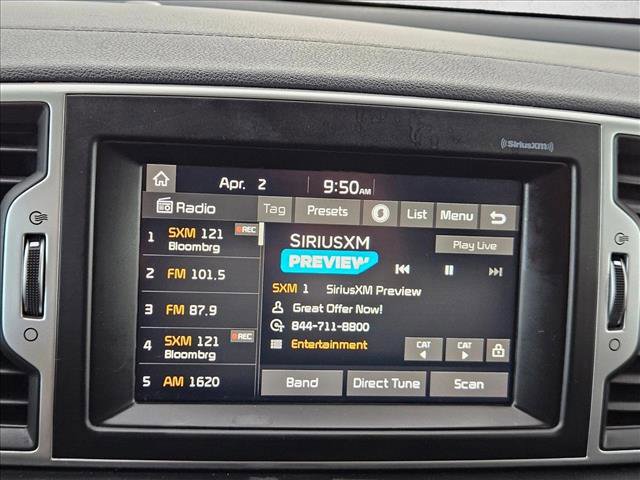 ((SiriusXM))
Apr. 2 9:50AM
Radio Tag Presets List Menu
1 SXM 121 REC
Bloombrg
2 FM 101.5
3 FM 87.9
4 SXM 121 REC
Bloombrg
5 AM 1620
SIRIUSXM
PREVIEW
Play Live
SXM 1 SiriusXM Preview
Great Offer Now!
844-711-8800
Entertainment
CAT CAT
Band Direct Tune Scan